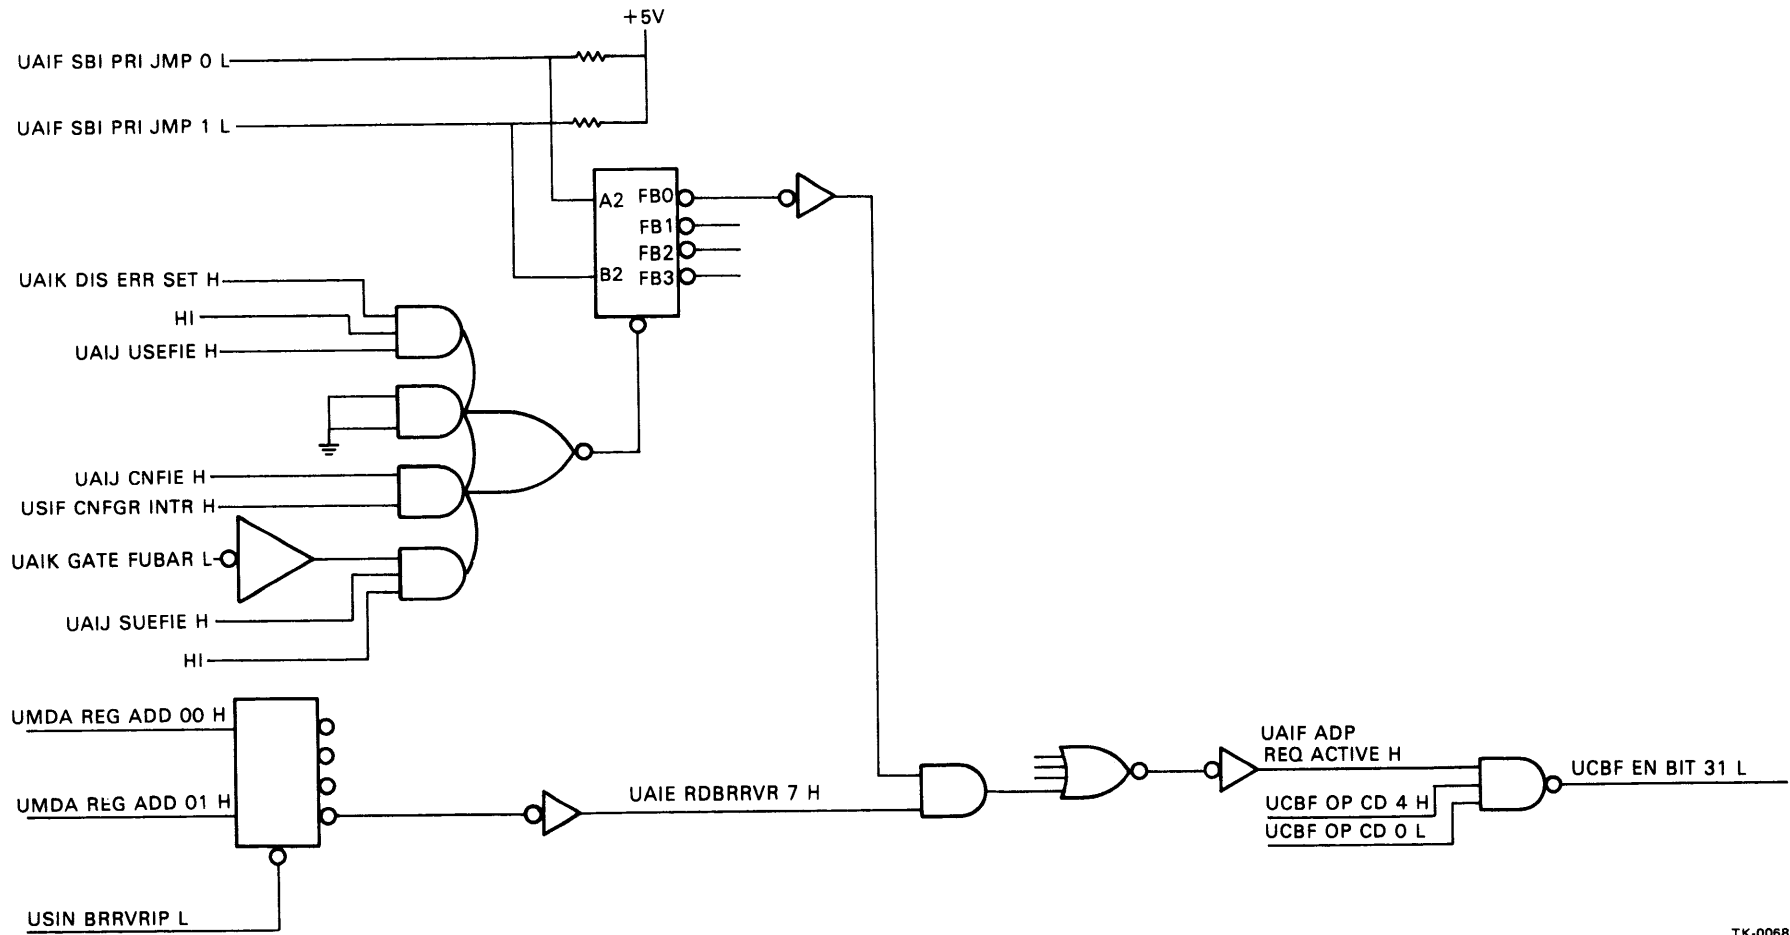 +5V
UAIF SBI PRI JMP 0 L
UAIF SBI PRI JMP 1 L
A2 FB0
FB1
FB2
B2 FB3
UAIK DIS ERR SET H
HI
UAIJ USEFIE H
UAIJ CNFIE H
USIF CNFGR INTR H
UAIK GATE FUBAR L
UAIJ SUEFIE H
HI
UMDA REG ADD 00 H
UMDA REG ADD 01 H
USIN BRRVRIP L
UAIE RDBRRVR 7 H
UAIF ADP
REQ ACTIVE H
UCBF OP CD 4 H
UCBF OP CD 0 L
UCBF EN BIT 31 L
TK-0068